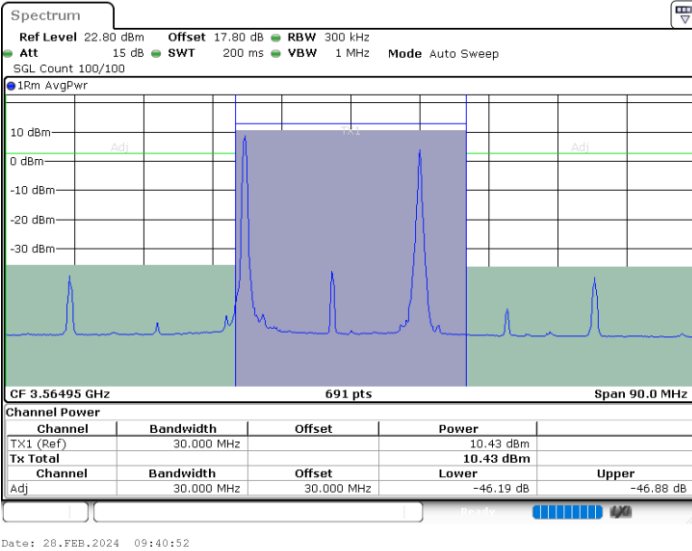 Spectrum
Ref Level 22.80 dBm Offset 17.80 dB RBW 300 kHz
Att 15 dB SWT 200 ms VBW 1 MHz Mode Auto Sweep
SGL Count 100/100
1Rm AvgPwr
TX1
10 dBm
Adj Adj
0 dBm
-10 dBm
-20 dBm
-30 dBm
CF 3.56495 GHz 691 pts Span 90.0 MHz
Channel Power
Channel Bandwidth Offset Power
TX1 (Ref) 30.000 MHz 10.43 dBm
Tx Total 10.43 dBm
Channel Bandwidth Offset Lower Upper
Adj 30.000 MHz 30.000 MHz -46.19 dB -46.88 dB
Ready
Date: 28.FEB.2024 09:40:52